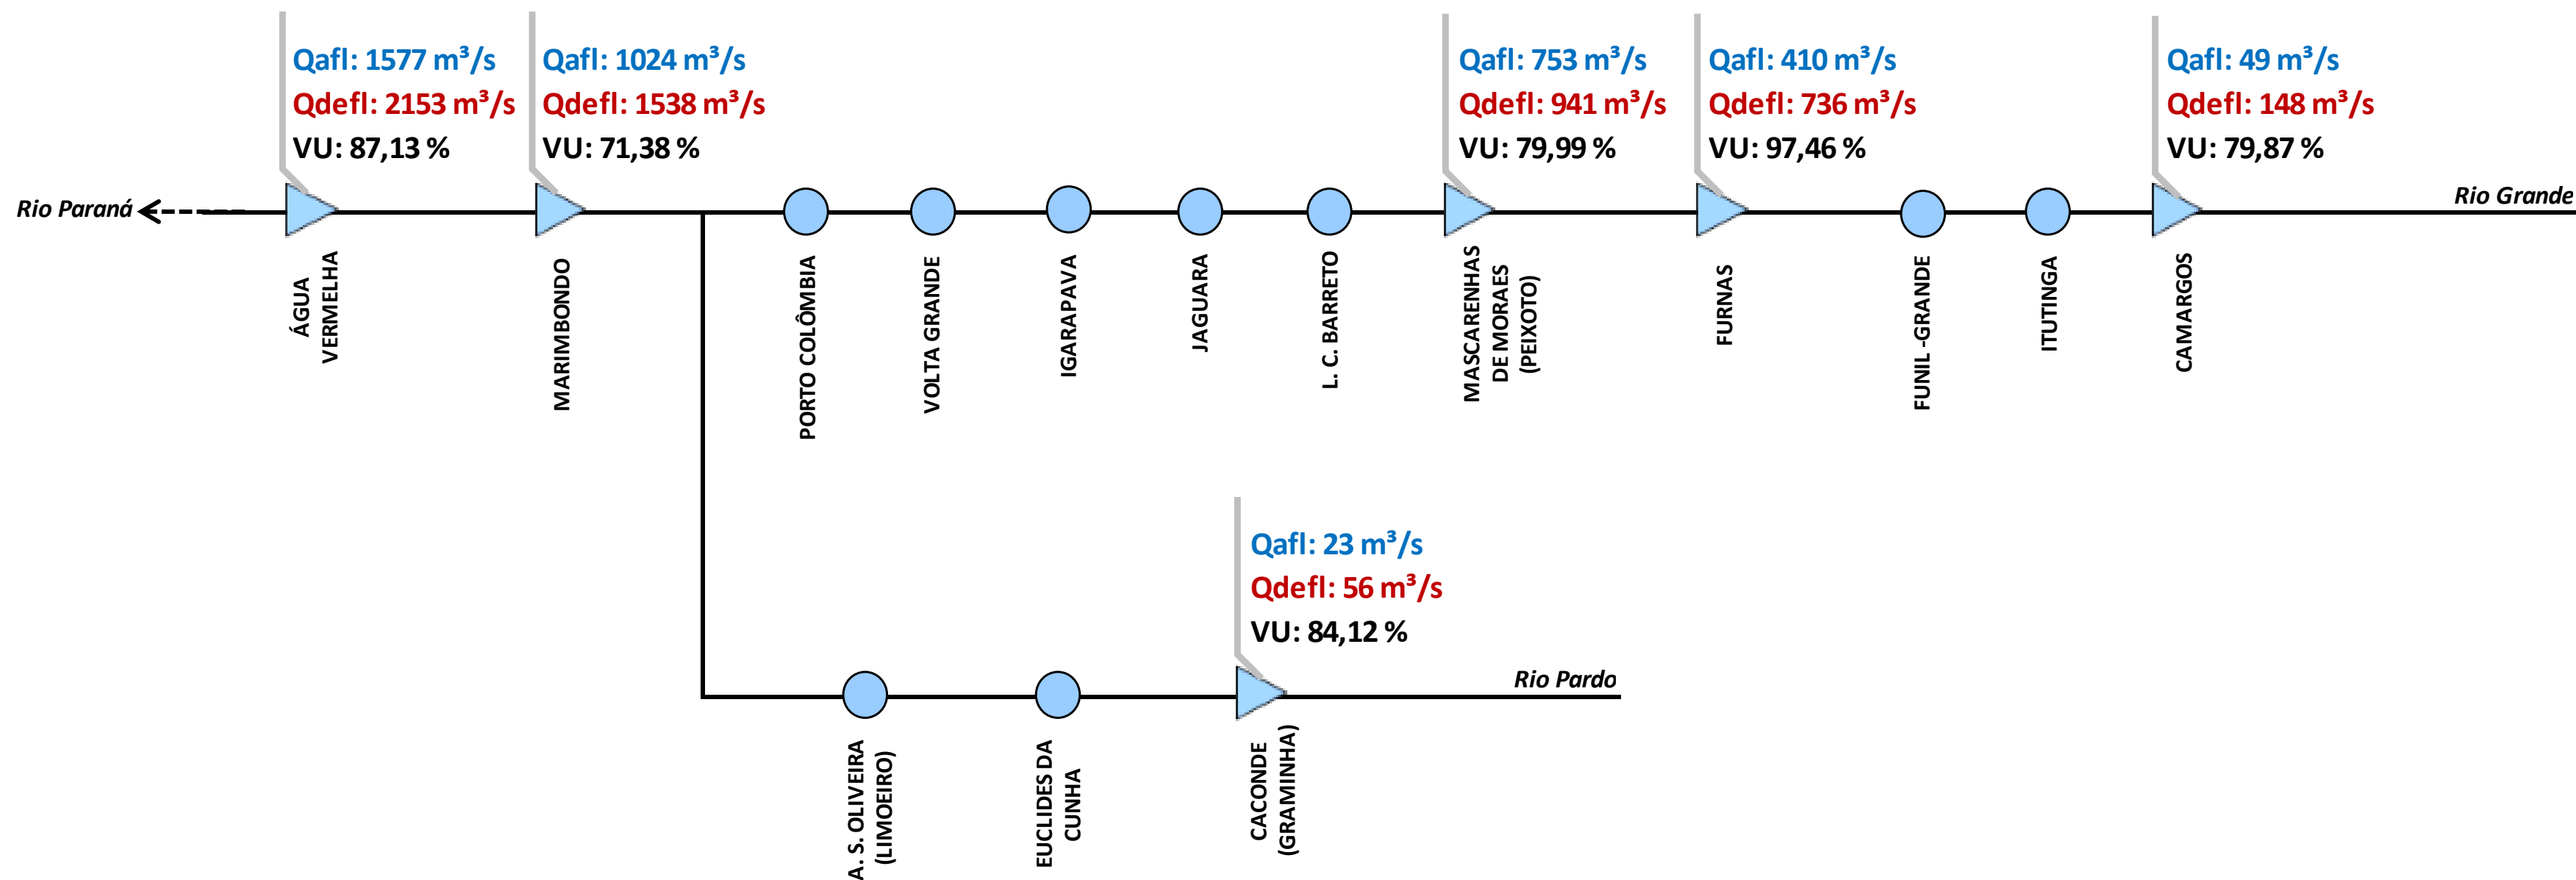 Qafl: 1577 m³/s
Qdefl: 2153 m³/s
VU: 87,13 %
Qafl: 1024 m³/s
Qdefl: 1538 m³/s
VU: 71,38 %
Qafl: 753 m³/s
Qdefl: 941 m³/s
VU: 79,99 %
Qafl: 410 m³/s
Qdefl: 736 m³/s
VU: 97,46 %
Qafl: 49 m³/s
Qdefl: 148 m³/s
VU: 79,87 %
Rio Paraná
Rio Grande
ÁGUA
VERMELHA
MARIMBONDO
PORTO COLÔMBIA
VOLTA GRANDE
IGARAPAVA
JAGUARA
L. C. BARRETO
MASCARENHAS
DE MORAES
(PEIXOTO)
FURNAS
FUNIL -GRANDE
ITUTINGA
CAMARGOS
Qafl: 23 m³/s
Qdefl: 56 m³/s
VU: 84,12 %
Rio Pardo
A. S. OLIVEIRA
(LIMOEIRO)
EUCLIDES DA
CUNHA
CACONDE
(GRAMINHA)